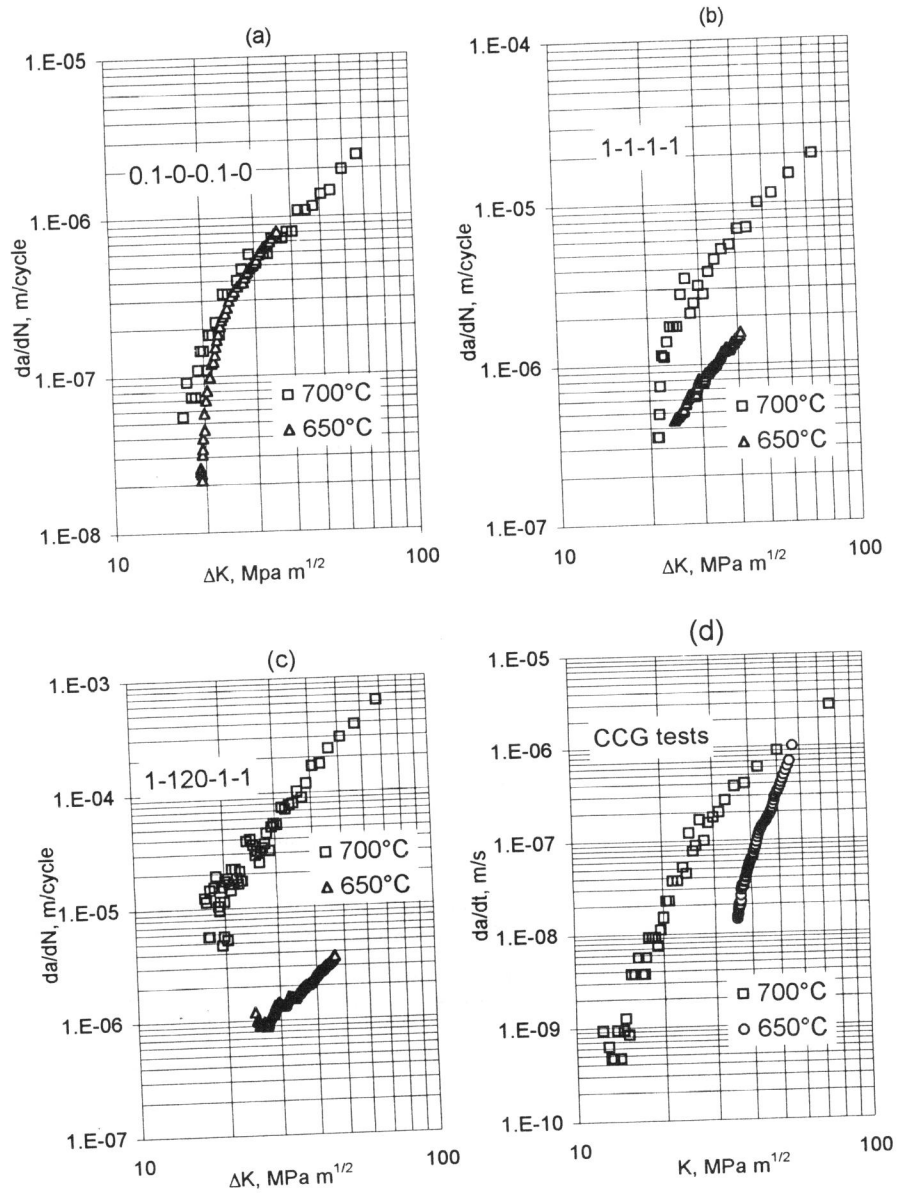 (a)
1.E-05
0.1-0-0.1-0
1.E-06
da/dN, m/cycle
1.E-07
700°C
650°C
1.E-08
10
100
ΔK, Mpa m1/2
(b)
1.E-04
1-1-1-1
1.E-05
da/dN, m/cycle
1.E-06
700°C
650°C
1.E-07
10
100
ΔK, MPa m1/2
(c)
1.E-03
1-120-1-1
1.E-04
da/dN, m/cycle
700°C
650°C
1.E-05
1.E-06
1.E-07
10
100
ΔK, MPa m1/2
(d)
1.E-05
CCG tests
1.E-06
1.E-07
da/dt, m/s
1.E-08
700°C
650°C
1.E-09
1.E-10
10
100
K, MPa m1/2